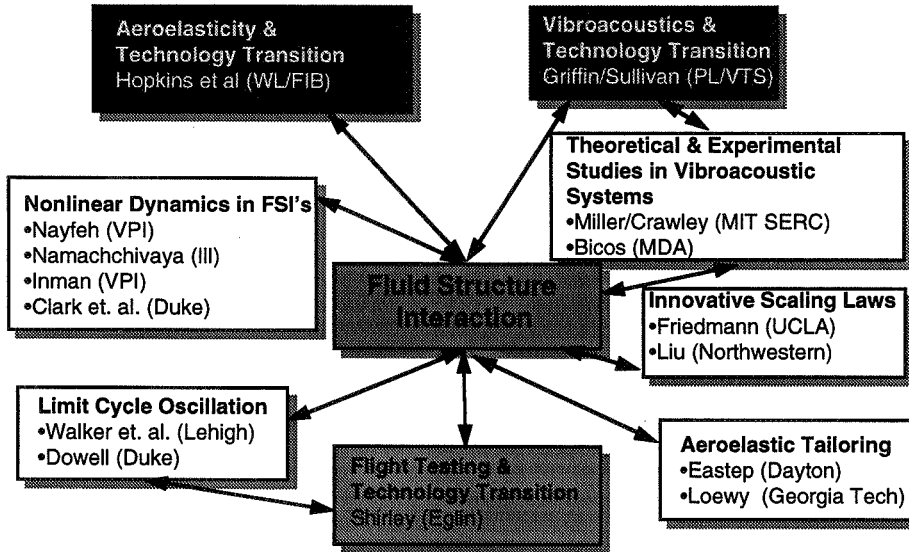 Aeroelasticity &
Technology Transition
Hopkins et al (WL/FIB)
Vibroacoustics
& Technology Transition
Griffin/Sullivan (PL/VTS)
Theoretical & Experimental
Studies in Vibroacoustic
Systems
•Miller/Crawley (MIT SERC)
•Bicos (MDA)
Nonlinear Dynamics in FSI's
•Nayfeh (VPI)
•Namachchivaya (Ill)
•Inman (VPI)
•Clark et. al. (Duke)
Fluid Structure
Interaction
Innovative Scaling Laws
•Friedmann (UCLA)
•Liu (Northwestern)
Limit Cycle Oscillation
•Walker et. al. (Lehigh)
•Dowell (Duke)
Flight Testing &
Technology Transition
Shirley (Eglin)
Aeroelastic Tailoring
•Eastep (Dayton)
•Loewy (Georgia Tech)